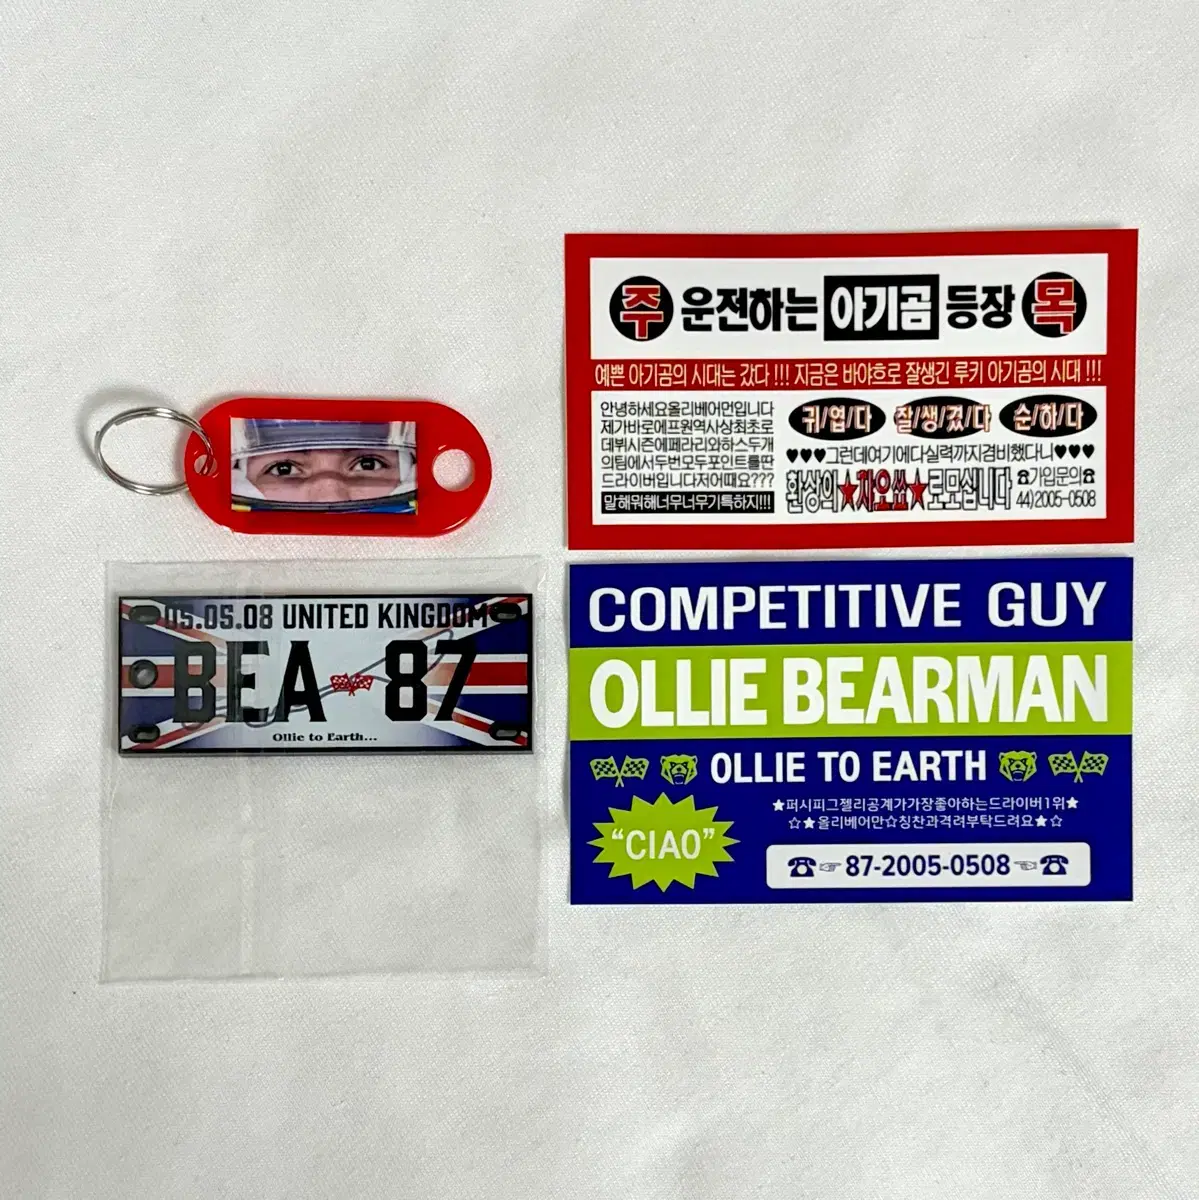 주 운전하는 아기곰 등장 목
예쁜 아기곰의 시대는 갔다 !!! 지금은 바야흐로 잘생긴 루키 아기곰의 시대 !!!
안녕하세요올리베어먼입니다
제가바로에프원역사상최초로
데뷔시즌에페라리와하스두개
의팀에서두번모두포인트를딴
드라이버입니다저어때요???
말해뭐해너무너무기특하지!!!
귀/엽/다 잘/생/겼/다 순/하/다
♥♥♥그런데여기에다실력까지겸비했다니♥♥♥
환상의★챠오쑈★로모십니다
☎가입문의☎
44)2005-0508
05.05.08 UNITED KINGDOM
BEA 87
Ollie to Earth...
COMPETITIVE GUY
OLLIE BEARMAN
OLLIE TO EARTH
"CIAO"
★퍼시피그젤리공계가가장좋아하는드라이버1위★
☆★올리베어만☆칭찬과격려부탁드려요★☆
☎☞ 87-2005-0508 ☜☎